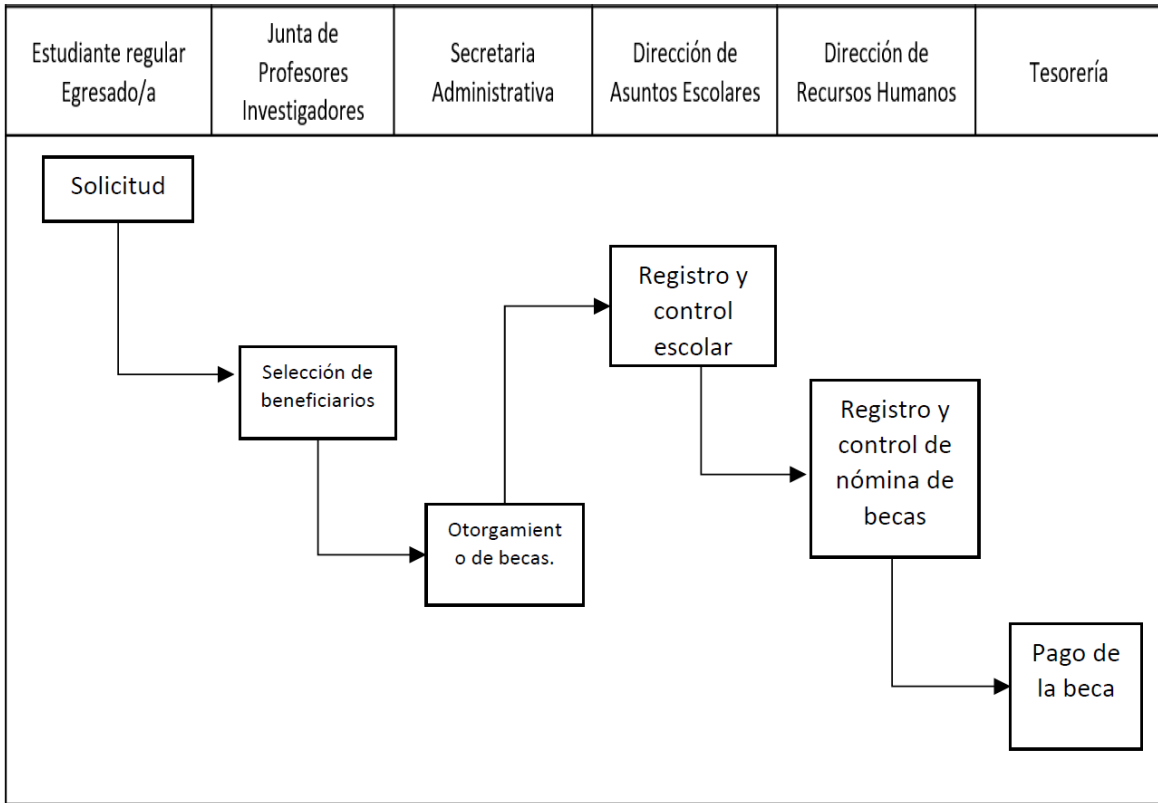 Estudiante regular
Egresado/a
Junta de
Profesores
Investigadores
Secretaria
Administrativa
Dirección de
Asuntos Escolares
Dirección de
Recursos Humanos
Tesorería
Solicitud
Selección de
beneficiarios
Otorgamient
o de becas.
Registro y
control
escolar
Registro y
control de
nómina de
becas
Pago de
la beca